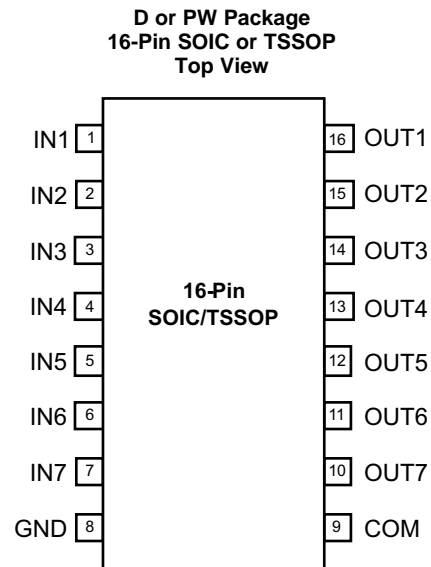 D or PW Package
16-Pin SOIC or TSSOP
Top View
IN1 1 16 OUT1
IN2 2 15 OUT2
IN3 3 14 OUT3
16-Pin
SOIC/TSSOP
IN4 4 13 OUT4
IN5 5 12 OUT5
IN6 6 11 OUT6
IN7 7 10 OUT7
GND 8 9 COM